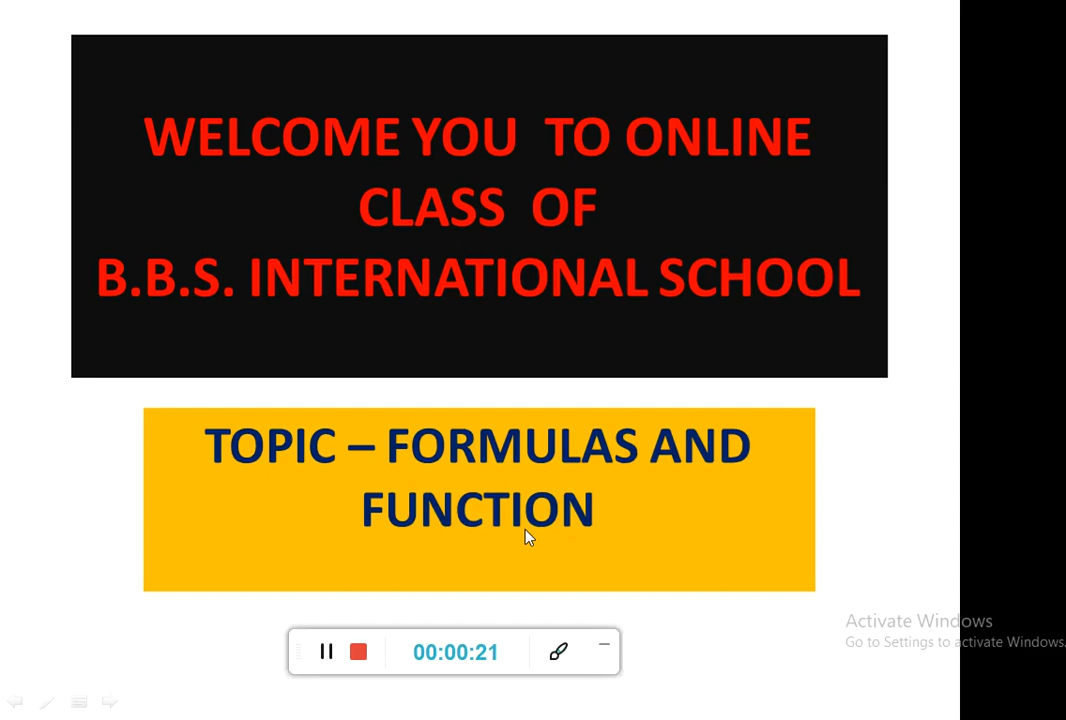 WELCOME YOU TO ONLINE
CLASS OF
B.B.S. INTERNATIONAL SCHOOL
TOPIC – FORMULAS AND
FUNCTION
Activate Windows
Go to Settings to activate Windows.
00:00:21